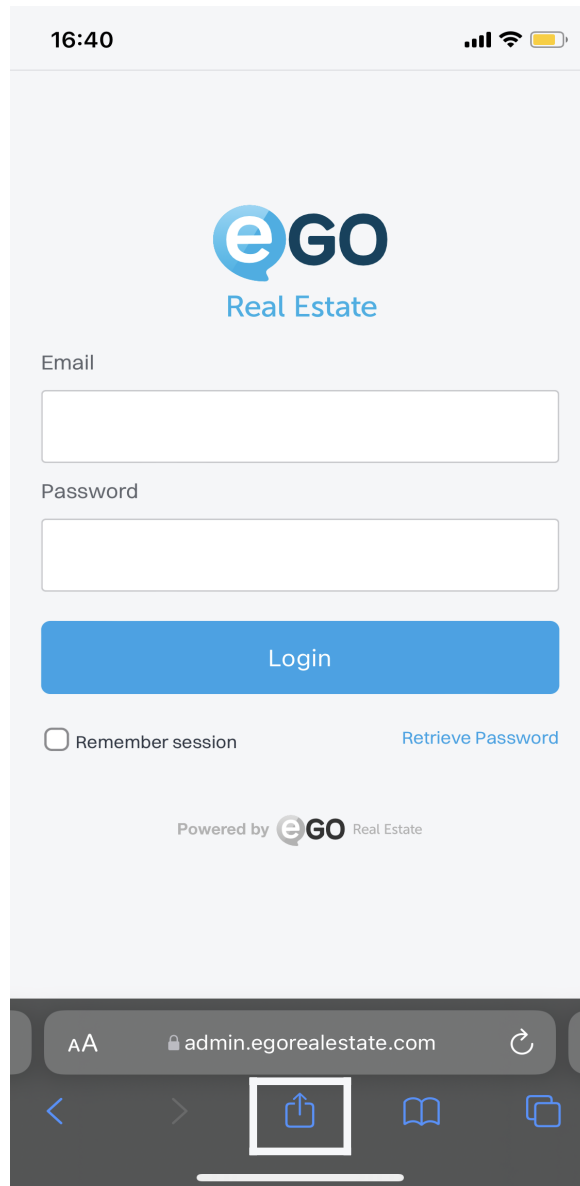 16:40
eGO
Real Estate
Email
Password
Login
Remember session
Retrieve Password
Powered by eGO Real Estate
AA admin.egorealestate.com